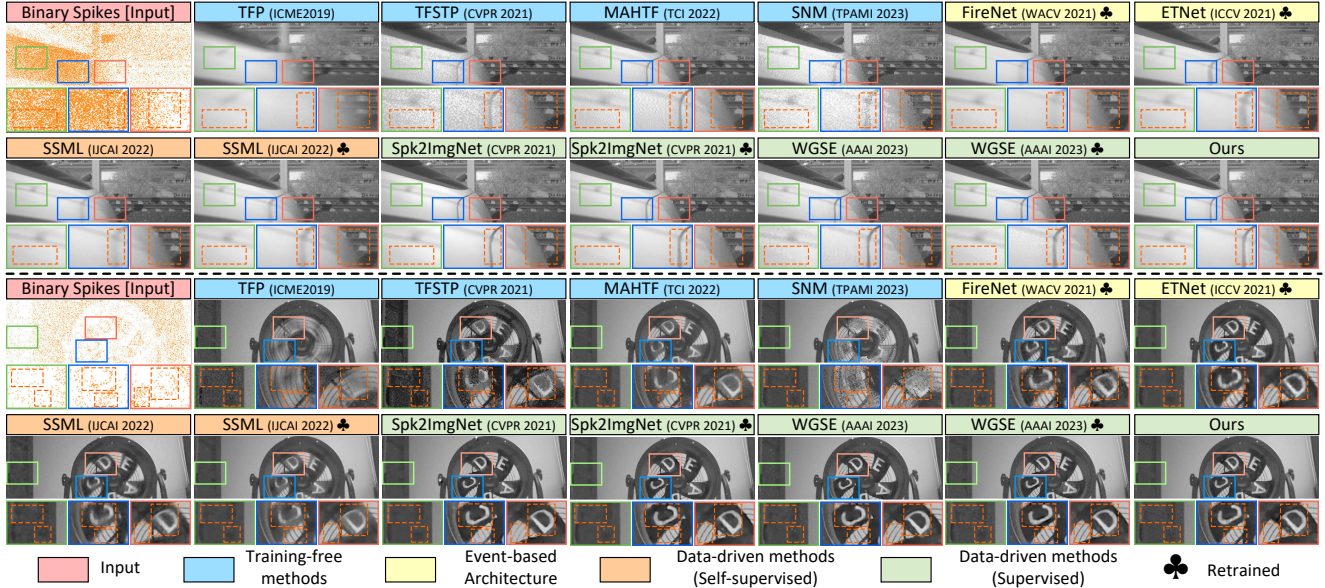 Binary Spikes [Input] TFP (ICME2019) TFSTP (CVPR 2021) MAHTF (TCI 2022) SNM (TPAMI 2023) FireNet (WACV 2021) ♣ ETNet (ICCV 2021) ♣
SSML (IJCAI 2022) SSML (IJCAI 2022) ♣ Spk2ImgNet (CVPR 2021) Spk2ImgNet (CVPR 2021) ♣ WGSE (AAAI 2023) WGSE (AAAI 2023) ♣ Ours
Binary Spikes [Input] TFP (ICME2019) TFSTP (CVPR 2021) MAHTF (TCI 2022) SNM (TPAMI 2023) FireNet (WACV 2021) ♣ ETNet (ICCV 2021) ♣
SSML (IJCAI 2022) SSML (IJCAI 2022) ♣ Spk2ImgNet (CVPR 2021) Spk2ImgNet (CVPR 2021) ♣ WGSE (AAAI 2023) WGSE (AAAI 2023) ♣ Ours
Input Training-free Event-based Data-driven methods Data-driven methods ♣ Retrained
methods Architecture (Self-supervised) (Supervised)